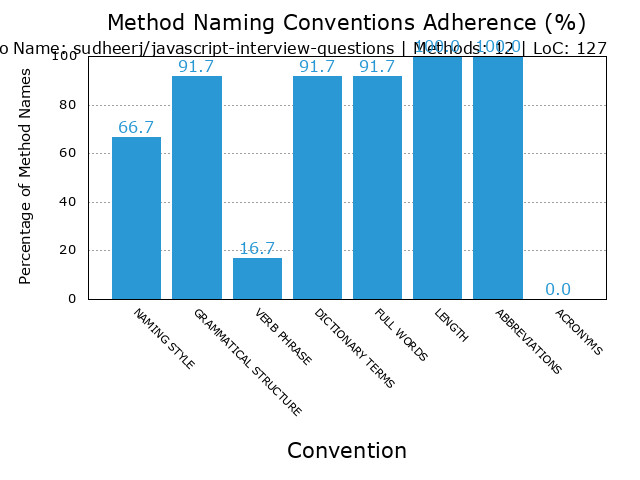 Method Naming Conventions Adherence (%)
o Name: sudheerj/javascript-interview-questions | Methods: 12 | LoC: 127
Percentage of Method Names
100
80
60
40
20
0
66.7
91.7
16.7
91.7
91.7
100.0
100.0
0.0
NAMING STYLE
GRAMMATICAL STRUCTURE
VERB PHRASE
DICTIONARY TERMS
FULL WORDS
LENGTH
ABBREVIATIONS
ACRONYMS
Convention